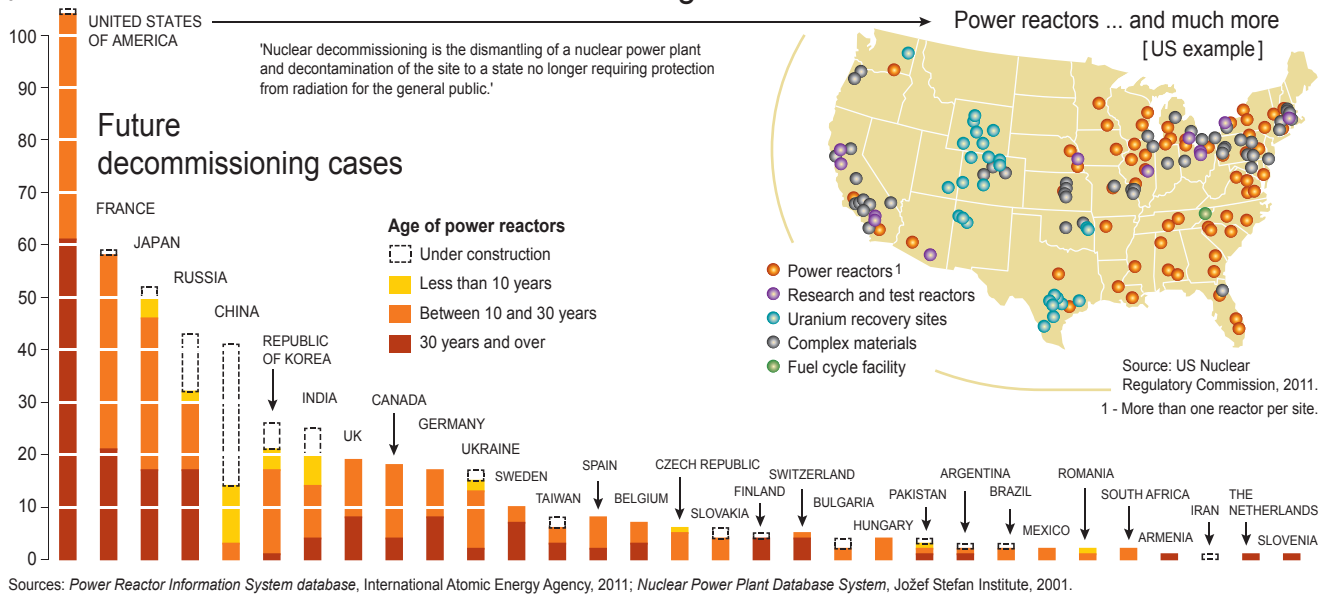 UNITED STATES
OF AMERICA
Power reactors ... and much more
[US example]
'Nuclear decommissioning is the dismantling of a nuclear power plant
and decontamination of the site to a state no longer requiring protection
from radiation for the general public.'
Future
decommissioning cases
100
90
80
70
60
50
40
30
20
10
0
FRANCE
JAPAN
RUSSIA
CHINA
REPUBLIC
OF KOREA
INDIA
UK
CANADA
GERMANY
UKRAINE
SWEDEN
TAIWAN
SPAIN
BELGIUM
CZECH REPUBLIC
SLOVAKIA
FINLAND
SWITZERLAND
BULGARIA
HUNGARY
PAKISTAN
ARGENTINA
BRAZIL
MEXICO
ROMANIA
SOUTH AFRICA
ARMENIA
IRAN
THE
NETHERLANDS
SLOVENIA
Age of power reactors
Under construction
Less than 10 years
Between 10 and 30 years
30 years and over
Power reactors1
Research and test reactors
Uranium recovery sites
Complex materials
Fuel cycle facility
Source: US Nuclear
Regulatory Commission, 2011.
1 - More than one reactor per site.
Sources: Power Reactor Information System database, International Atomic Energy Agency, 2011; Nuclear Power Plant Database System, Jožef Stefan Institute, 2001.